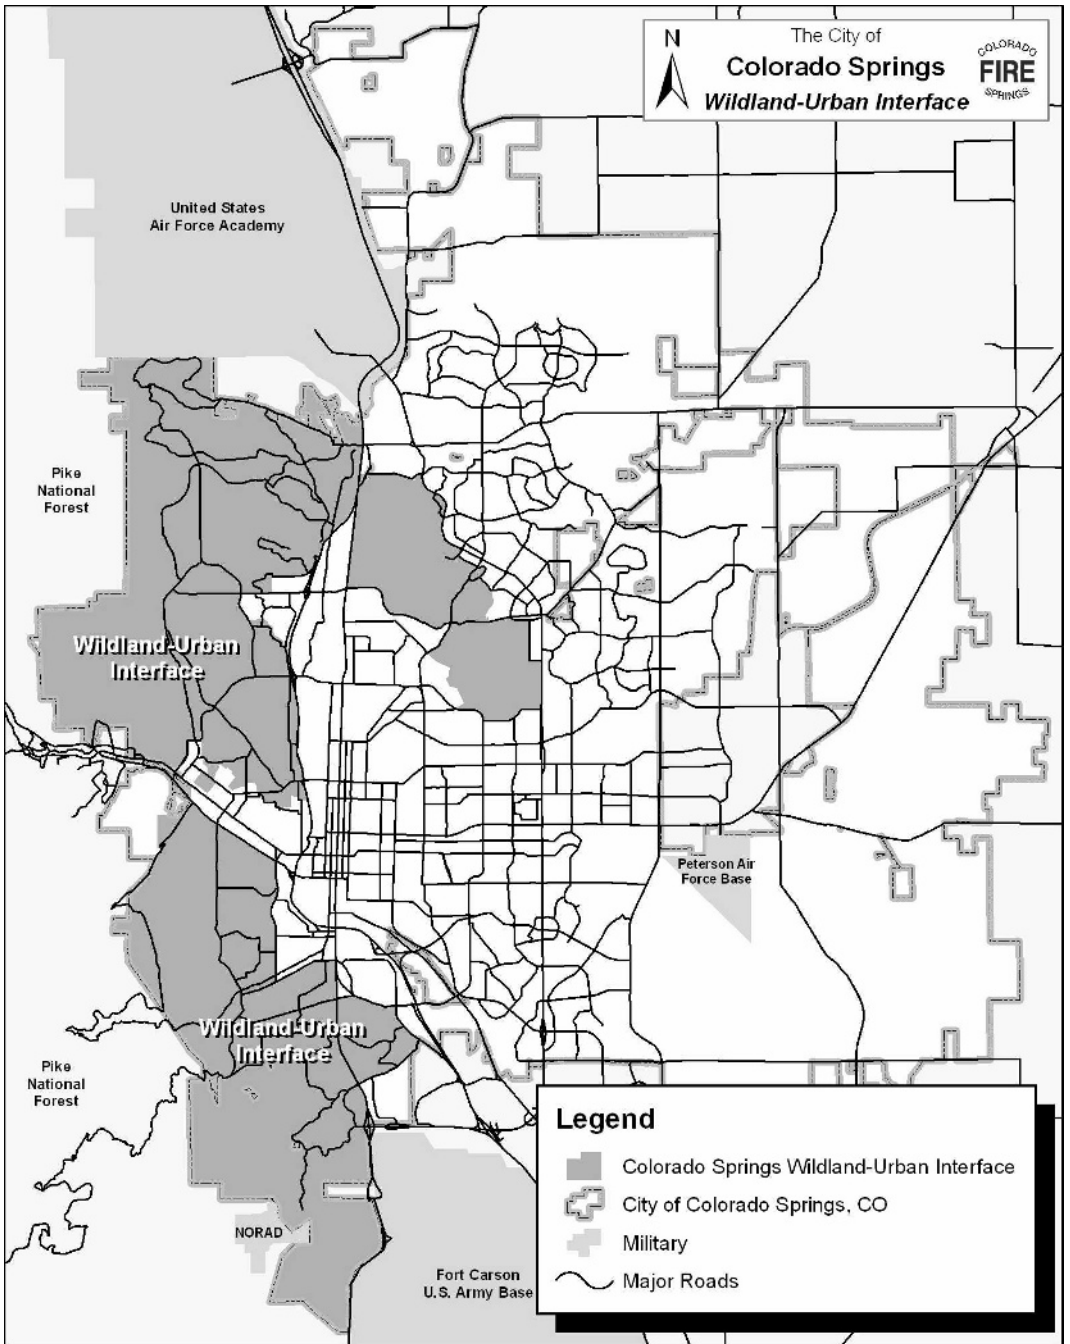 N
The City of
Colorado Springs
Wildland-Urban Interface
COLORADO
FIRE
SPRINGS
United States
Air Force Academy
Pike
National
Forest
Wildland-Urban
Interface
Peterson Air
Force Base
Wildland-Urban
Interface
Pike
National
Forest
NORAD
Fort Carson
U.S. Army Base
Legend
Colorado Springs Wildland-Urban Interface
City of Colorado Springs, CO
Military
Major Roads